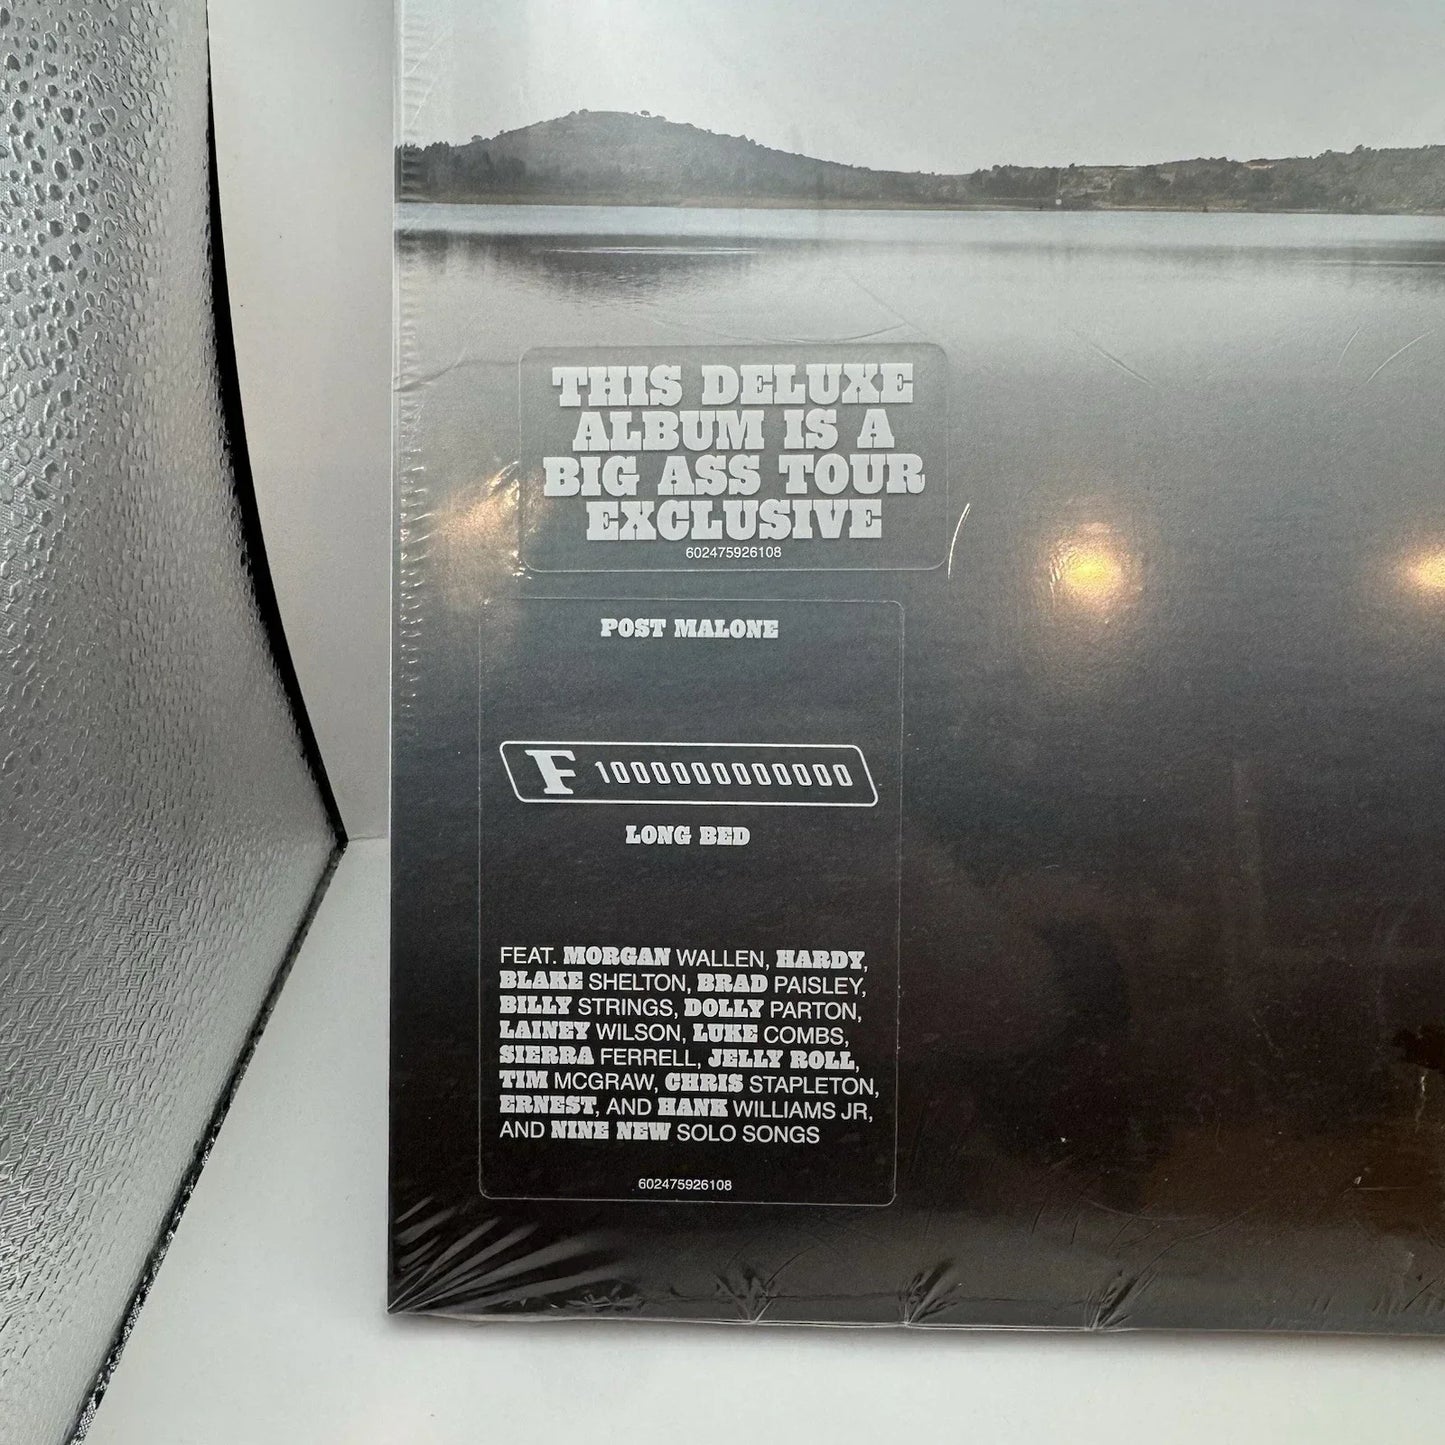 THIS DELUXE
ALBUM IS A
BIG ASS TOUR
EXCLUSIVE
602475926108
POST MALONE
F 1000000000000
LONG BED
FEAT. MORGAN WALLEN, HARDY,
BLAKE SHELTON, BRAD PAISLEY,
BILLY STRINGS, DOLLY PARTON,
LAINEY WILSON, LUKE COMBS,
SIERRA FERRELL, JELLY ROLL,
TIM MCGRAW, CHRIS STAPLETON,
ERNEST, AND HANK WILLIAMS JR,
AND NINE NEW SOLO SONGS
602475926108